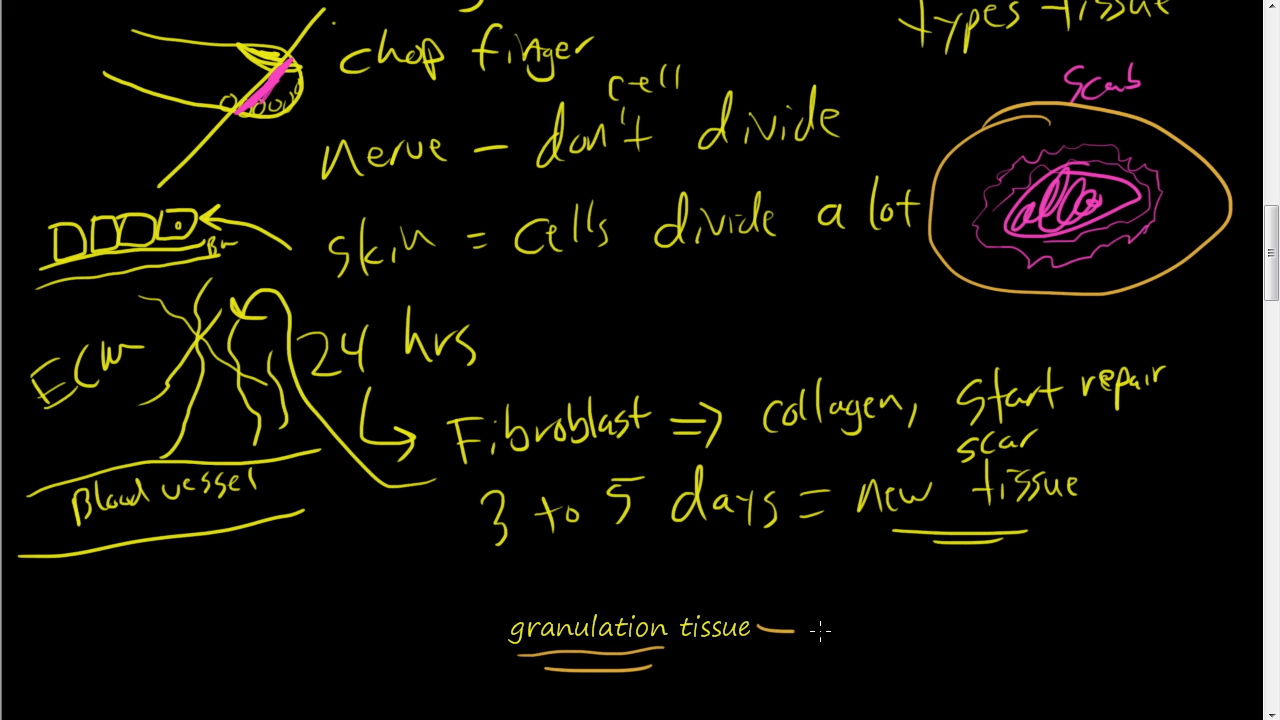 types tissue
chop finger
scab
cell
nerve - don't divide
skin = cells divide a lot
BM
24 hrs
ECM
Fibroblast => collagen, start repair
scar
Blood vessel
3 to 5 days = new tissue
granulation tissue -